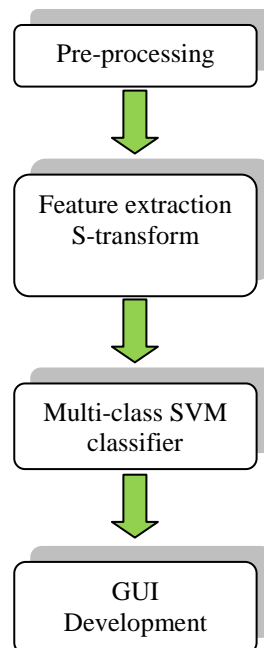 Pre-processing
Feature extraction
S-transform
Multi-class SVM
classifier
GUI
Development